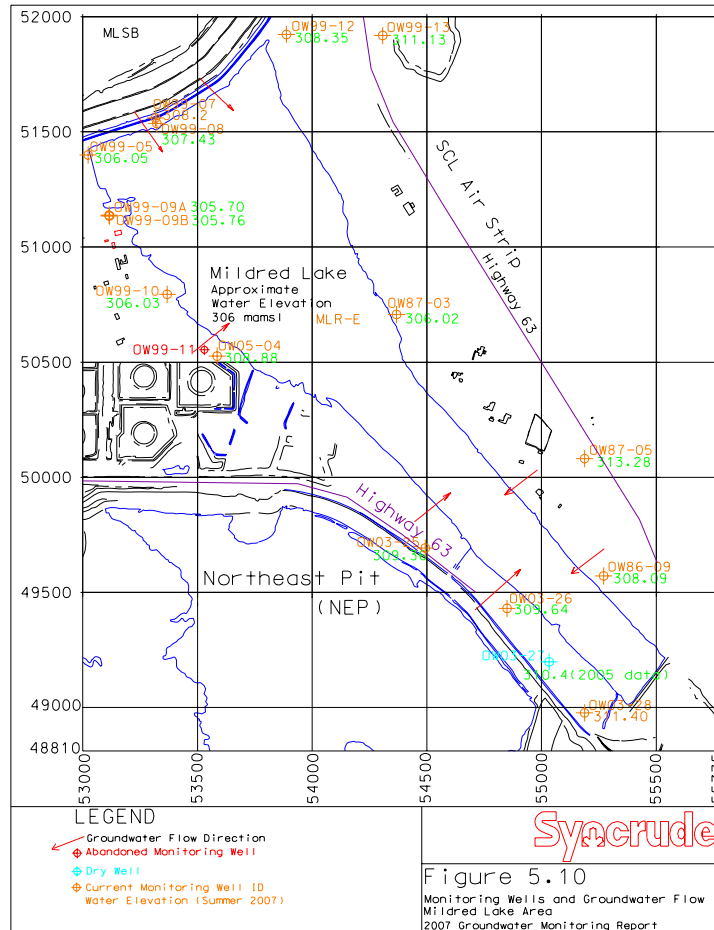 52000
MLSB
OW99-12
308.35
OW99-13
311.13
OW99-07
308.2
OW99-08
307.43
51500
OW99-05
306.05
SCL Air Strip
OW99-09A 305.70
OW99-09B 305.76
51000
Highway 63
Mildred Lake
Approximate
Water Elevation
306 mamsl
OW99-10
306.03
MLR-E
OW87-03
306.02
OW99-11
OW05-04
308.88
50500
OW87-05
313.28
50000
Highway 63
OW03-25
309.38
Northeast Pit
(NEP)
OW86-09
308.09
49500
OW03-26
309.64
OW03-27
310.4(2005 data)
49000
OW03-28
311.40
48810
53000
53500
54000
54500
55000
55500
LEGEND
Groundwater Flow Direction
Abandoned Monitoring Well
Dry Well
Current Monitoring Well ID
Water Elevation (Summer 2007)
Syncrude
Figure 5.10
Monitoring Wells and Groundwater Flow
Mildred Lake Area
2007 Groundwater Monitoring Report